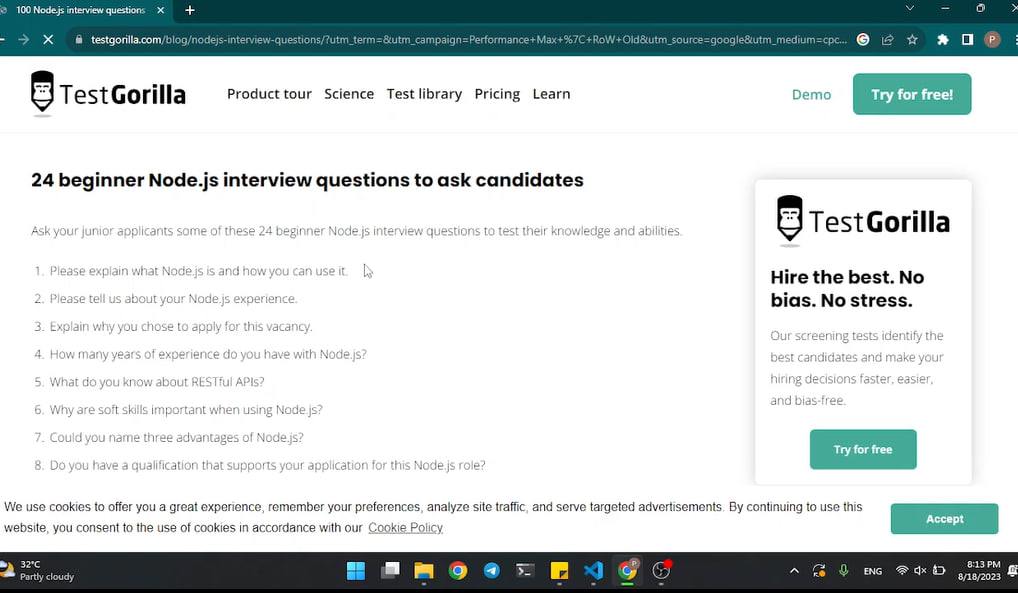 100 Node.js interview questions
testgorilla.com/blog/nodejs-interview-questions/?utm_term=&utm_campaign=Performance+Max+%7C+RoW+Old&utm_source=google&utm_medium=cpc...
P
TestGorilla
Product tour Science Test library Pricing Learn
Demo
Try for free!
24 beginner Node.js interview questions to ask candidates
Ask your junior applicants some of these 24 beginner Node.js interview questions to test their knowledge and abilities.
1. Please explain what Node.js is and how you can use it.
2. Please tell us about your Node.js experience.
3. Explain why you chose to apply for this vacancy.
4. How many years of experience do you have with Node.js?
5. What do you know about RESTful APIs?
6. Why are soft skills important when using Node.js?
7. Could you name three advantages of Node.js?
8. Do you have a qualification that supports your application for this Node.js role?
TestGorilla
Hire the best. No
bias. No stress.
Our screening tests identify the
best candidates and make your
hiring decisions faster, easier,
and bias-free.
Try for free
We use cookies to offer you a great experience, remember your preferences, analyze site traffic, and serve targeted advertisements. By continuing to use this
website, you consent to the use of cookies in accordance with our Cookie Policy
Accept
32°C
Partly cloudy
P
ENG
8:13 PM
8/18/2023